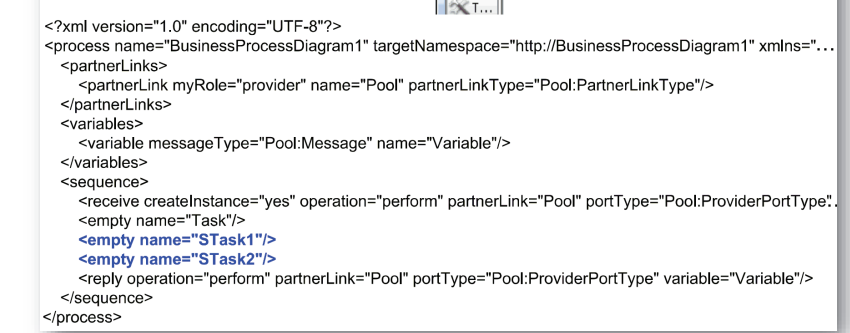 T...
<?xml version="1.0" encoding="UTF-8"?>
<process name="BusinessProcessDiagram1" targetNamespace="http://BusinessProcessDiagram1" xmlns="...
<partnerLinks>
<partnerLink myRole="provider" name="Pool" partnerLinkType="Pool:PartnerLinkType"/>
</partnerLinks>
<variables>
<variable messageType="Pool:Message" name="Variable"/>
</variables>
<sequence>
<receive createInstance="yes" operation="perform" partnerLink="Pool" portType="Pool:ProviderPortType"..
<empty name="Task"/>
<empty name="STask1"/>
<empty name="STask2"/>
<reply operation="perform" partnerLink="Pool" portType="Pool:ProviderPortType" variable="Variable"/>
</sequence>
</process>